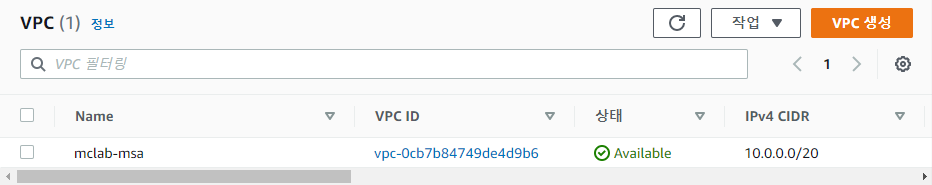 VPC (1) 정보
작업 VPC 생성
VPC 필터링
1
Name VPC ID 상태 IPv4 CIDR
mclab-msa vpc-0cb7b84749de4d9b6 Available 10.0.0.0/20